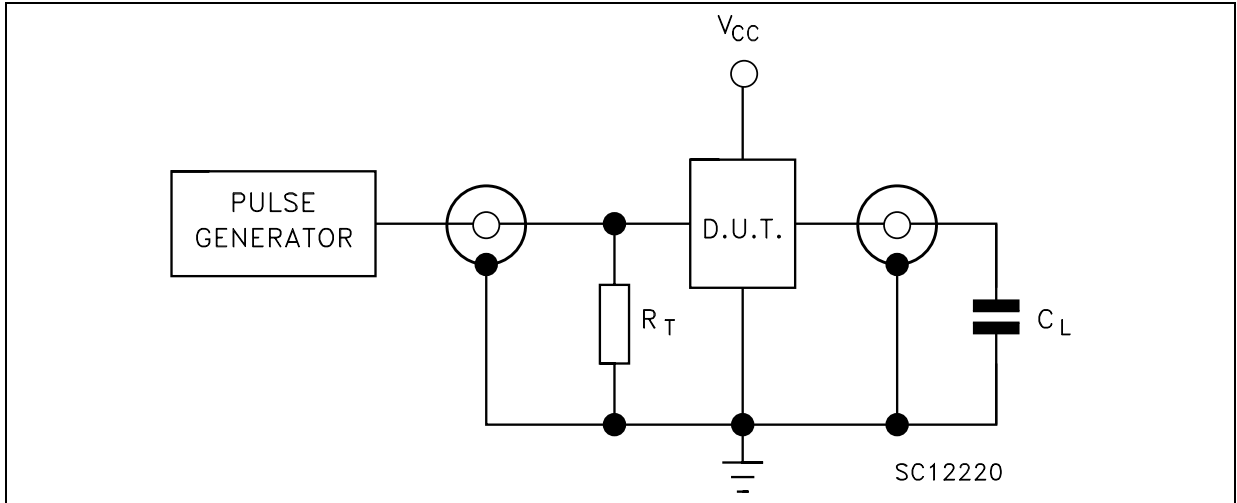 VCC
PULSE
GENERATOR
D.U.T.
RT
CL
SC12220